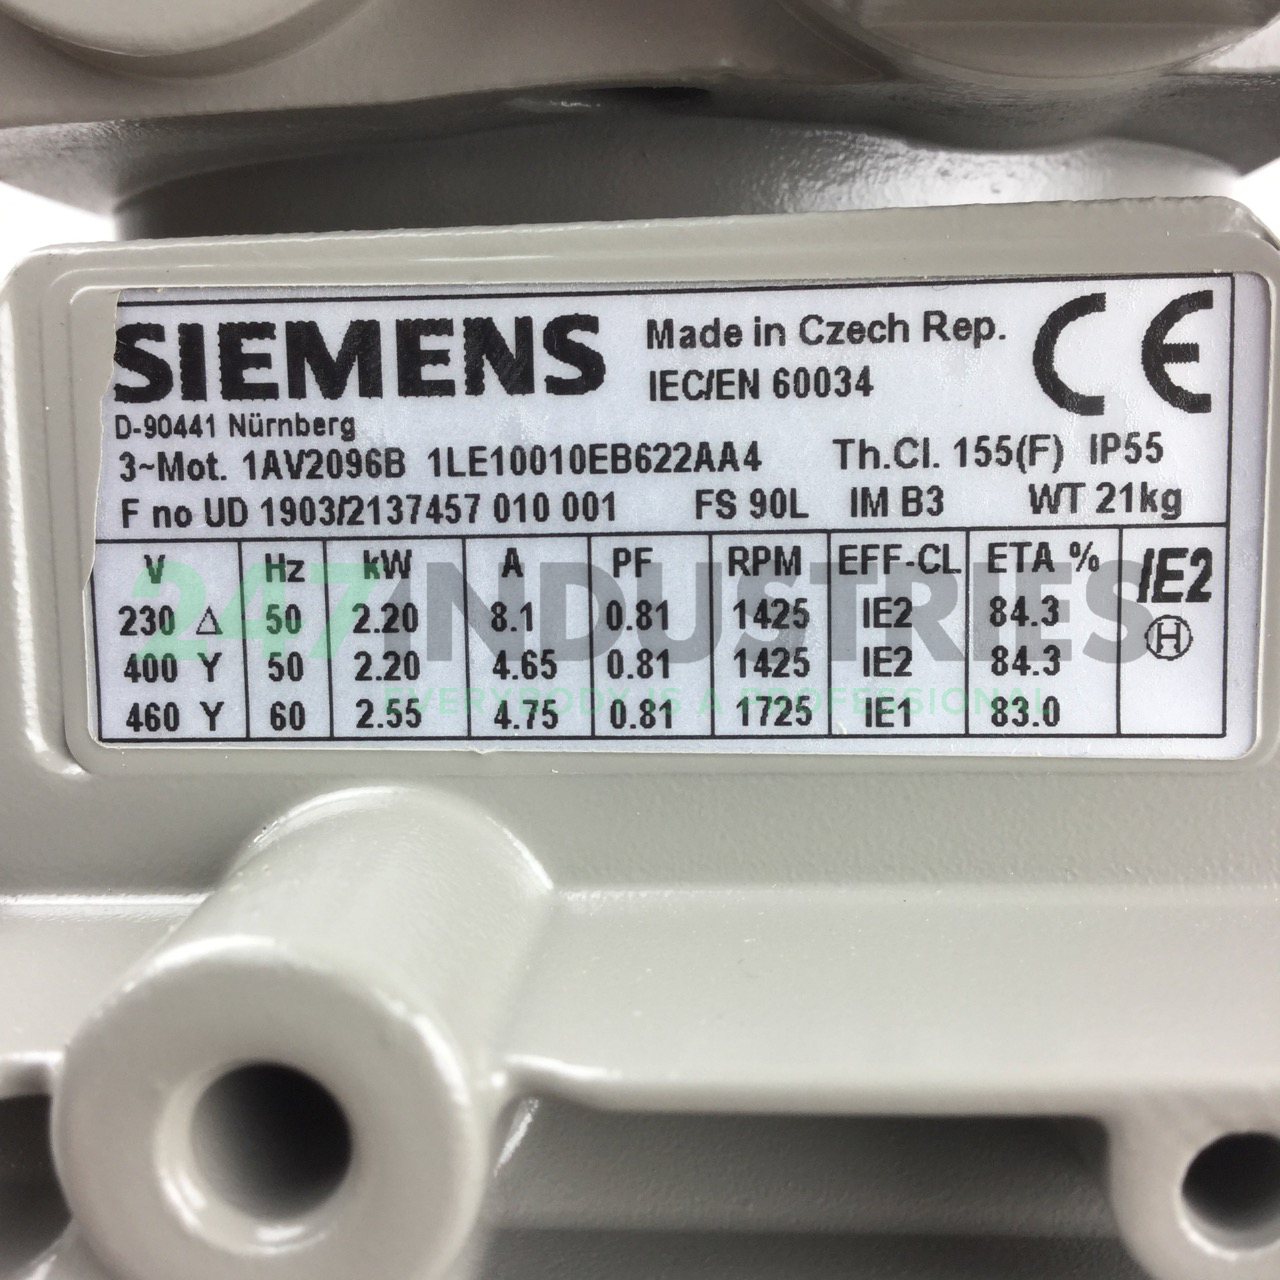 SIEMENS
Made in Czech Rep.
IEC/EN 60034
CE
D-90441 Nürnberg
3~Mot. 1AV2096B 1LE10010EB622AA4 Th.Cl. 155(F) IP55
F no UD 1903/2137457 010 001 FS 90L IM B3 WT 21kg
V Hz kW A PF RPM EFF-CL ETA % IE2
230 Δ 50 2.20 8.1 0.81 1425 IE2 84.3 H
400 Y 50 2.20 4.65 0.81 1425 IE2 84.3
460 Y 60 2.55 4.75 0.81 1725 IE1 83.0
247INDUSTRIES
EVERYBODY IS A PROFESSIONAL